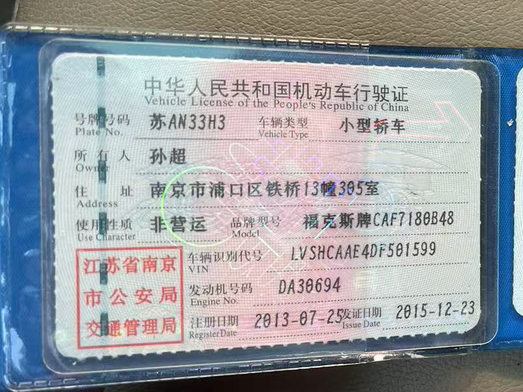 中华人民共和国机动车行驶证
Vehicle License of the People's Republic of China
号牌号码 苏AN33H3 车辆类型 小型轿车
Plate No. Vehicle Type
所有人 孙超
Owner
住址 南京市浦口区铁桥13幢305室
Address
使用性质 非营运 品牌型号 福克斯牌CAF7180B48
Use Character Model
江苏省南京市公安局交通管理局
车辆识别代号 LVSHCAAE4DF501599
VIN
发动机号码 DA30694
Engine No.
注册日期 2013-07-25 发证日期 2015-12-23
Register Date Issue Date